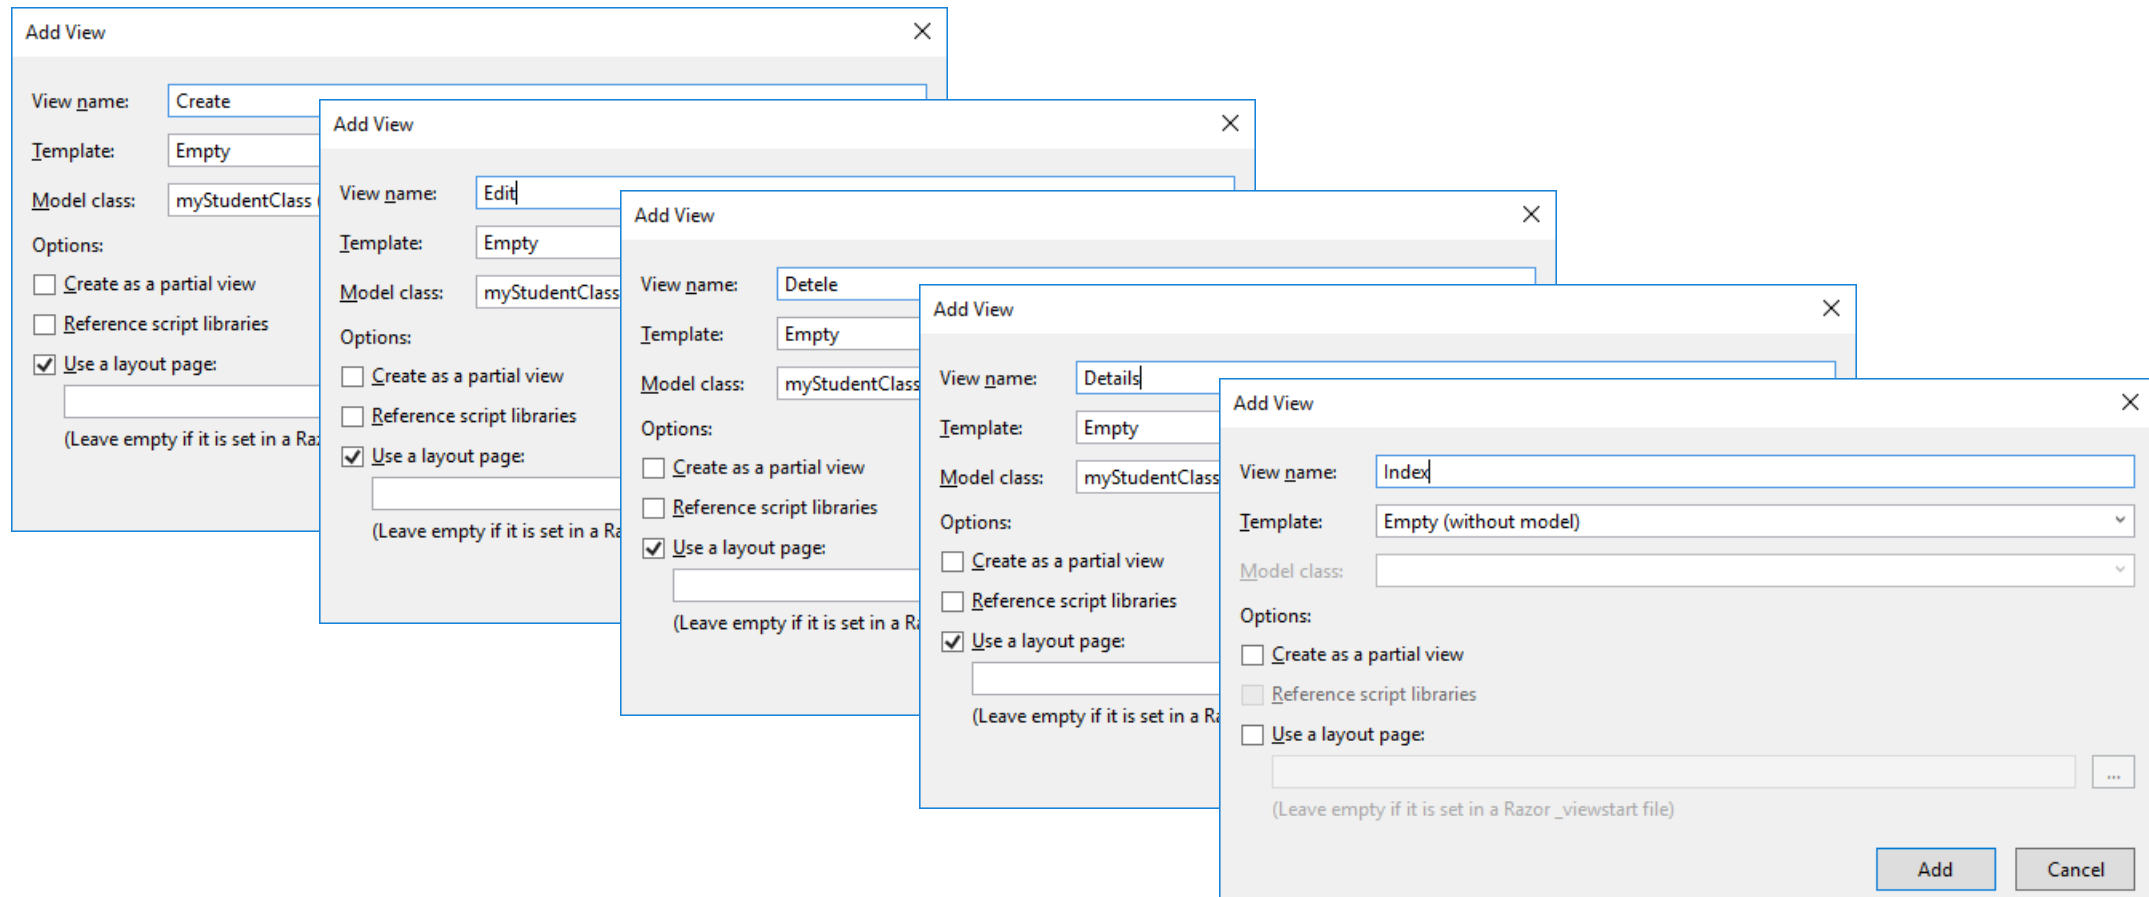 Add View
View name: Create
Template: Empty
Model class: myStudentClass (
Options:
Create as a partial view
Reference script libraries
Use a layout page:
(Leave empty if it is set in a Raz
Add View
View name: Edit
Template: Empty
Model class: myStudentClass
Options:
Create as a partial view
Reference script libraries
Use a layout page:
(Leave empty if it is set in a Ra
Add View
View name: Detele
Template: Empty
Model class: myStudentClass
Options:
Create as a partial view
Reference script libraries
Use a layout page:
(Leave empty if it is set in a Ra
Add View
View name: Details
Template: Empty
Model class: myStudentClass
Options:
Create as a partial view
Reference script libraries
Use a layout page:
(Leave empty if it is set in a Ra
Add View
View name: Index
Template: Empty (without model)
Model class:
Options:
Create as a partial view
Reference script libraries
Use a layout page:
...
(Leave empty if it is set in a Razor _viewstart file)
Add Cancel